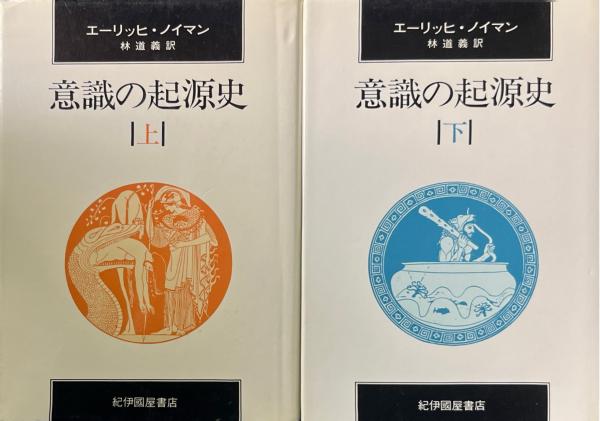 エーリッヒ・ノイマン
林道義訳
意識の起源史
上
紀伊國屋書店
エーリッヒ・ノイマン
林道義訳
意識の起源史
下
紀伊國屋書店